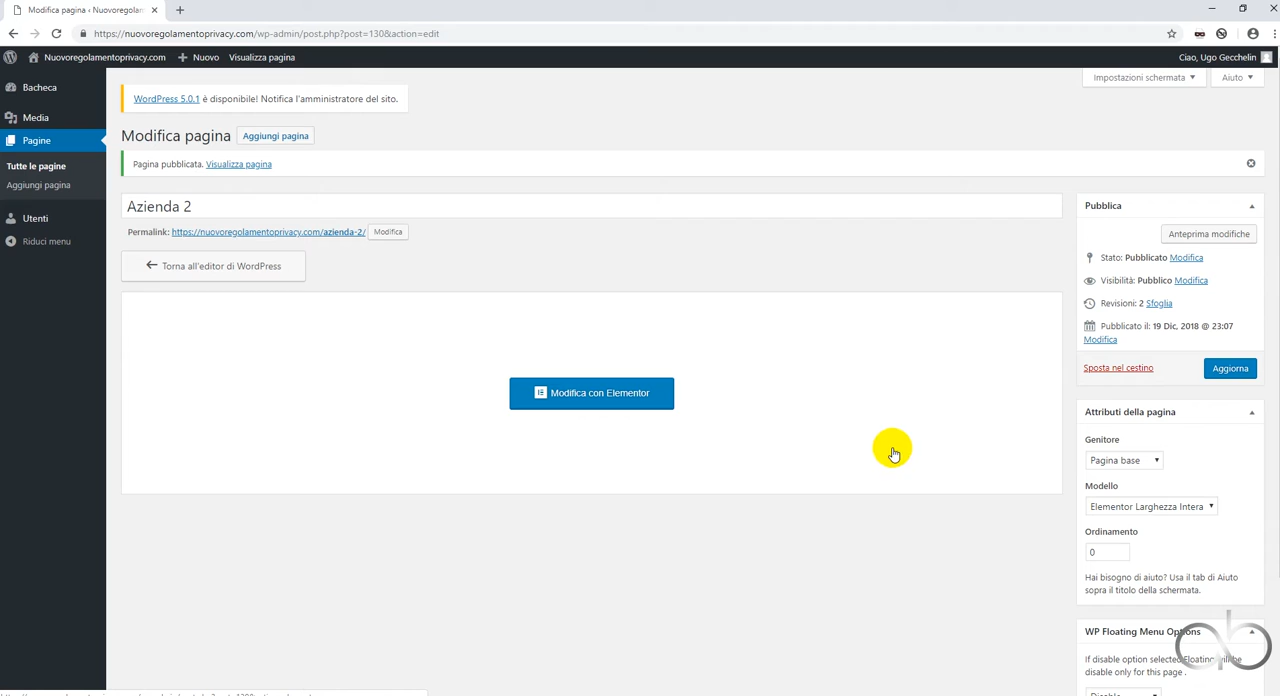 Modifica pagina ‹ Nuovoregolam
https://nuovoregolamentoprivacy.com/wp-admin/post.php?post=130&action=edit
Nuovoregolamentoprivacy.com
Nuovo
Visualizza pagina
Ciao, Ugo Gecchelin
Bacheca
Media
Pagine
Tutte le pagine
Aggiungi pagina
Utenti
Riduci menu
Impostazioni schermata
Aiuto
WordPress 5.0.1 è disponibile! Notifica l'amministratore del sito.
Modifica pagina
Aggiungi pagina
Pagina pubblicata. Visualizza pagina
Azienda 2
Permalink: https://nuovoregolamentoprivacy.com/azienda-2/
Modifica
Torna all'editor di WordPress
Modifica con Elementor
Pubblica
Anteprima modifiche
Stato: Pubblicato Modifica
Visibilità: Pubblico Modifica
Revisioni: 2 Sfoglia
Pubblicato il: 19 Dic, 2018 @ 23:07
Modifica
Sposta nel cestino
Aggiorna
Attributi della pagina
Genitore
Pagina base
Modello
Elementor Larghezza Intera
Ordinamento
0
Hai bisogno di aiuto? Usa il tab di Aiuto
sopra il titolo della schermata.
WP Floating Menu Options
If disable option selected Floating will be
disable only for this page .
Disable